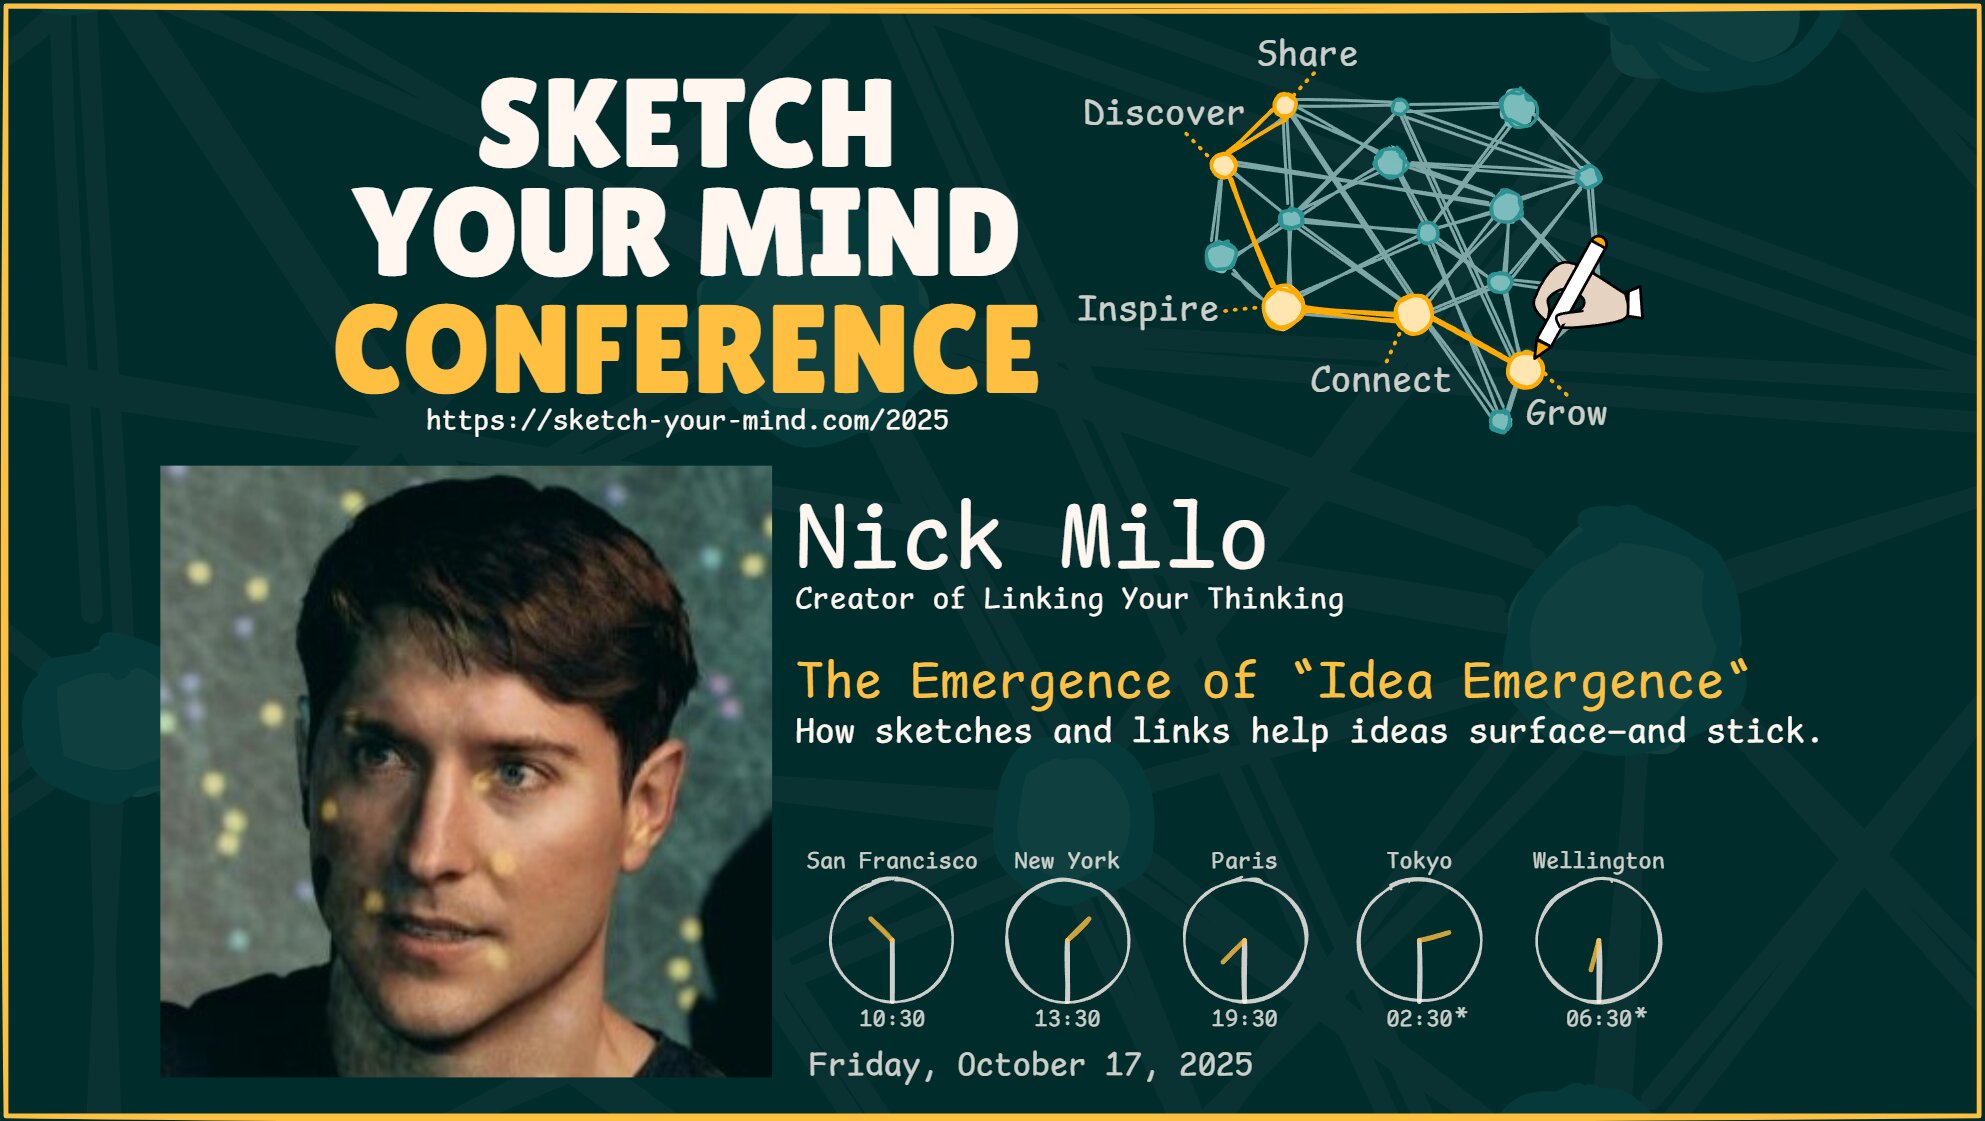 SKETCH
YOUR MIND
CONFERENCE
https://sketch-your-mind.com/2025
Share
Discover
Inspire
Connect
Grow
Nick Milo
Creator of Linking Your Thinking
The Emergence of “Idea Emergence“
How sketches and links help ideas surface—and stick.
San Francisco New York Paris Tokyo Wellington
10:30 13:30 19:30 02:30* 06:30*
Friday, October 17, 2025